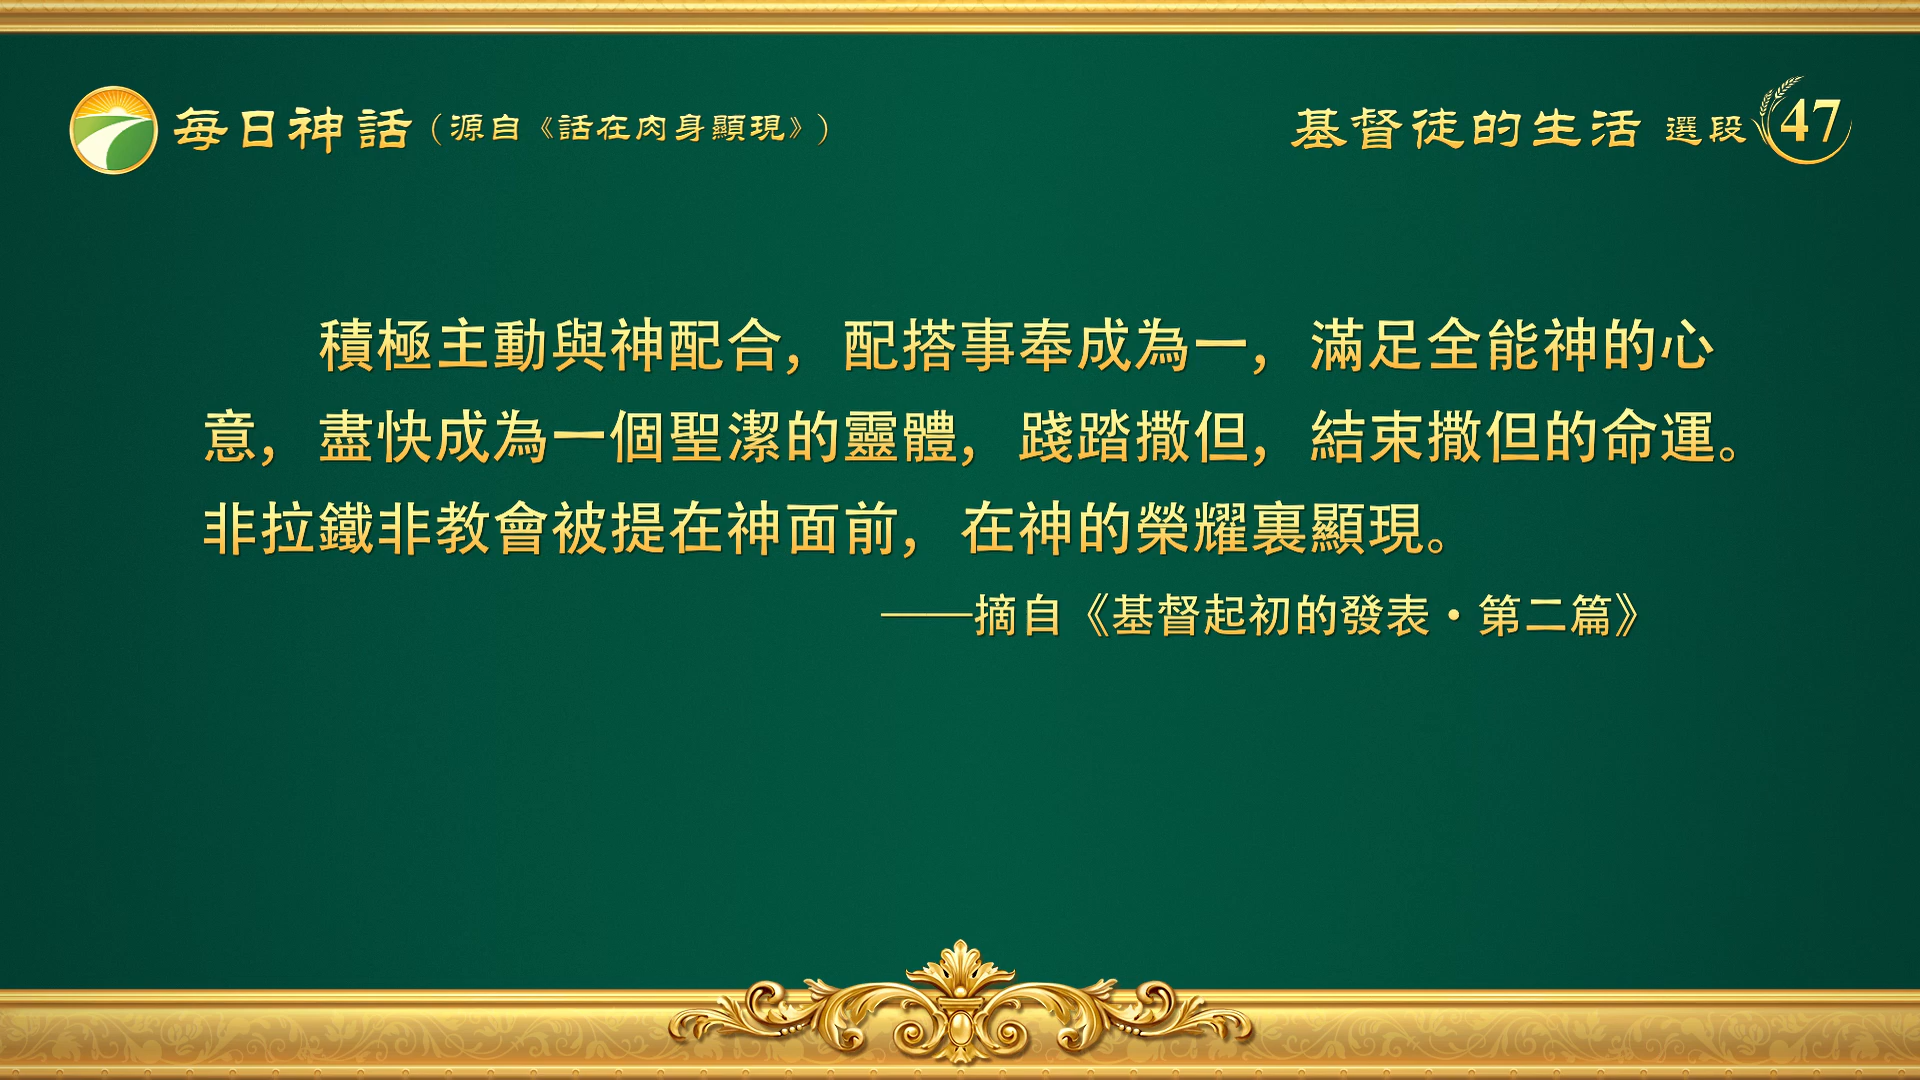 每日神話（源自《話在肉身顯現》）
基督徒的生活 選段 47
積極主動與神配合，配搭事奉成為一，滿足全能神的心
意，盡快成為一個聖潔的靈體，踐踏撒但，結束撒但的命運。
非拉鐵非教會被提在神面前，在神的榮耀裏顯現。
——摘自《基督起初的發表·第二篇》